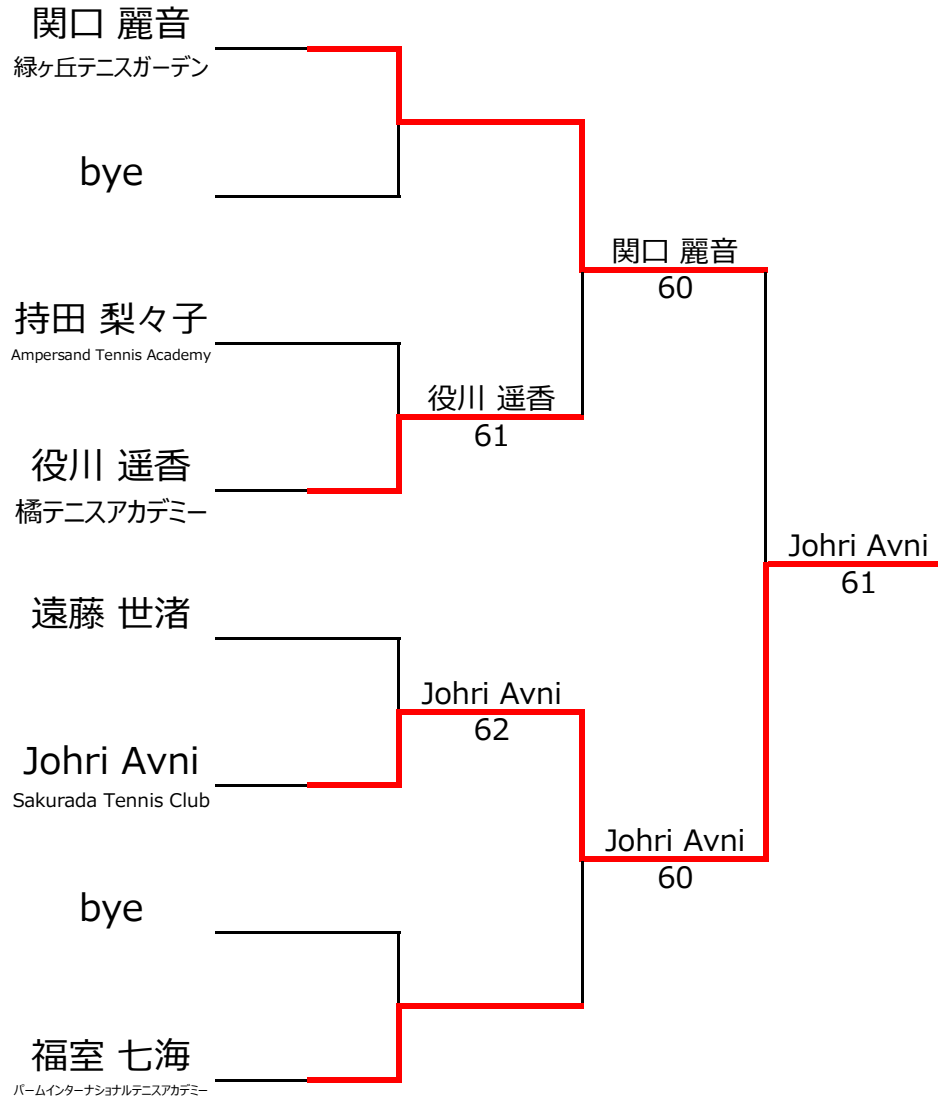 関口 麗音
緑ヶ丘テニスガーデン
bye
関口 麗音
60
持田 梨々子
Ampersand Tennis Academy
役川 遥香
61
役川 遥香
橘テニスアカデミー
Johri Avni
61
遠藤 世渚
Johri Avni
62
Johri Avni
Sakurada Tennis Club
Johri Avni
60
bye
福室 七海
パームインターナショナルテニスアカデミー